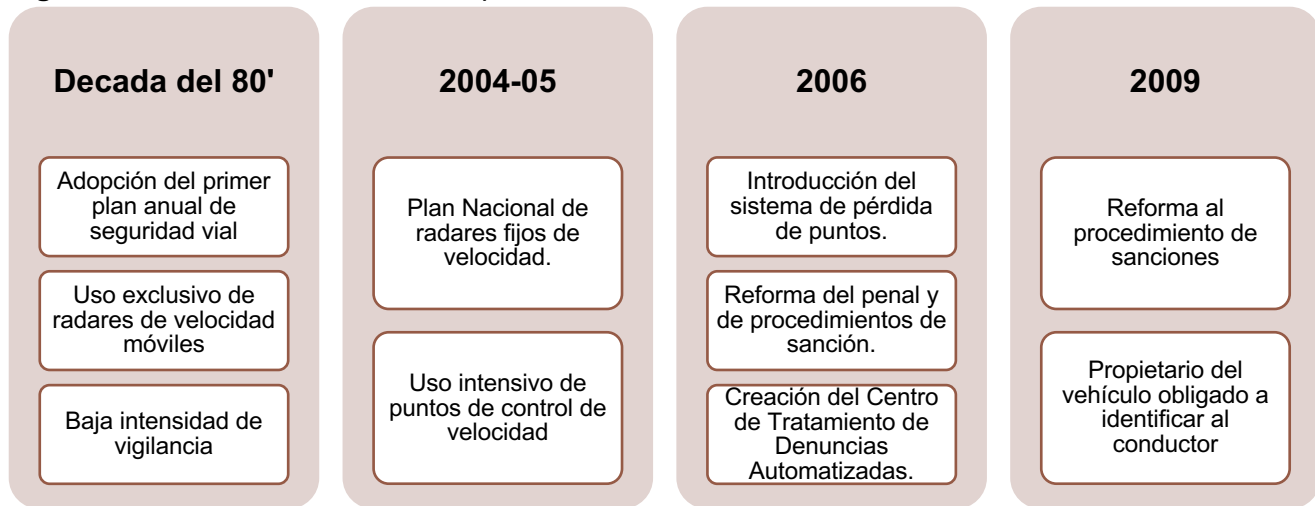 Decada del 80'
Adopción del primer
plan anual de
seguridad vial
Uso exclusivo de
radares de velocidad
móviles
Baja intensidad de
vigilancia
2004-05
Plan Nacional de
radares fijos de
velocidad.
Uso intensivo de
puntos de control de
velocidad
2006
Introducción del
sistema de pérdida
de puntos.
Reforma del penal y
de procedimientos de
sanción.
Creación del Centro
de Tratamiento de
Denuncias
Automatizadas.
2009
Reforma al
procedimiento de
sanciones
Propietario del
vehículo obligado a
identificar al
conductor